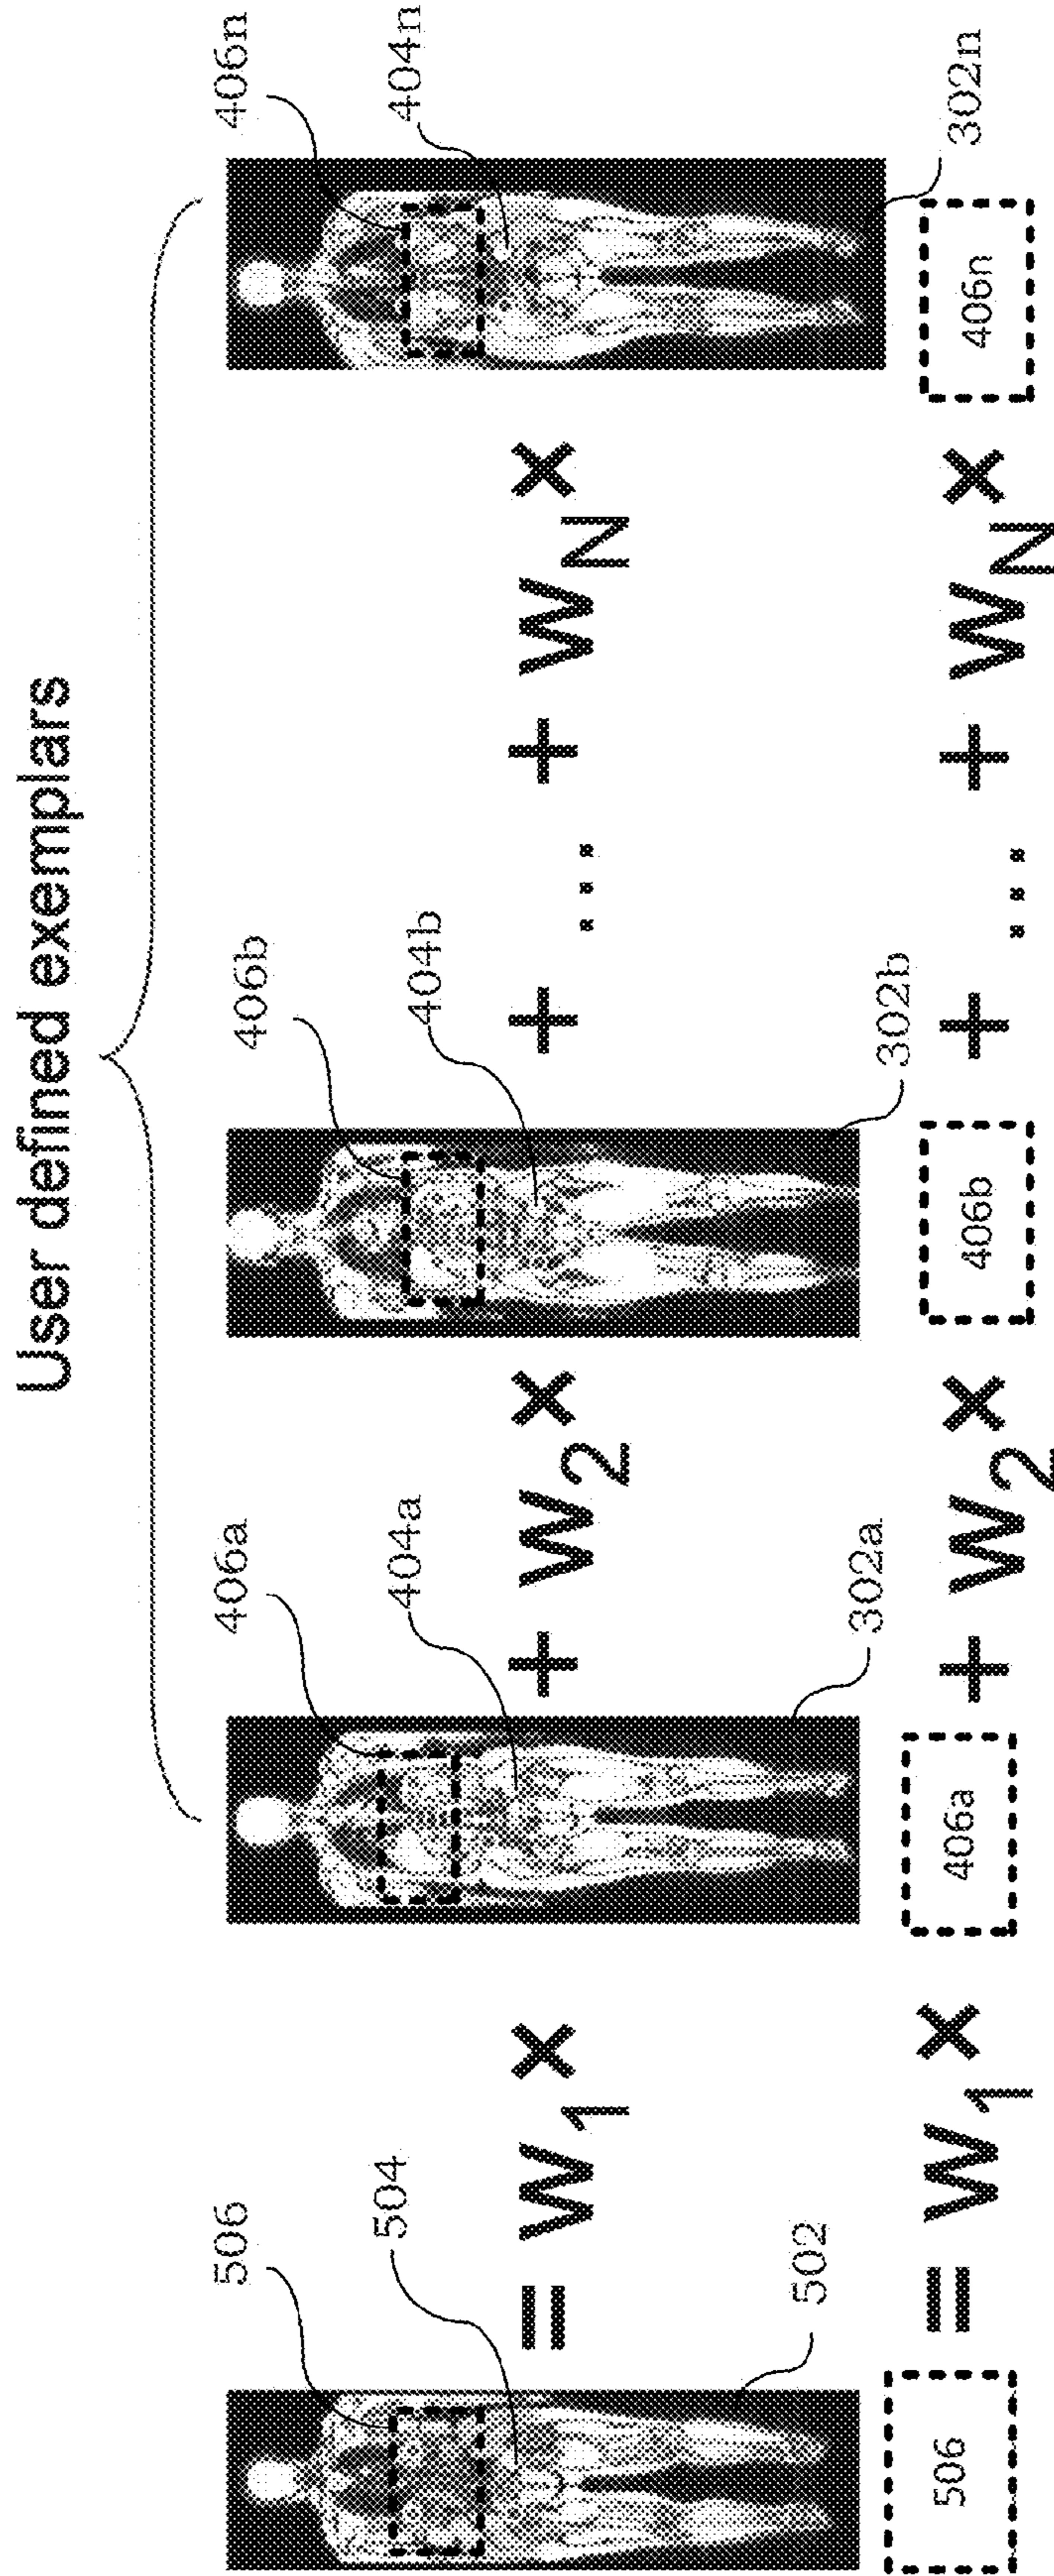 User defined exemplars
506 406a 406b 406n
504 404a 404b 404n
= W1 × + W2 × + ... + WN ×
502 302a 302b 302n
506 = W1 × 406a + W2 × 406b + ... + WN × 406n